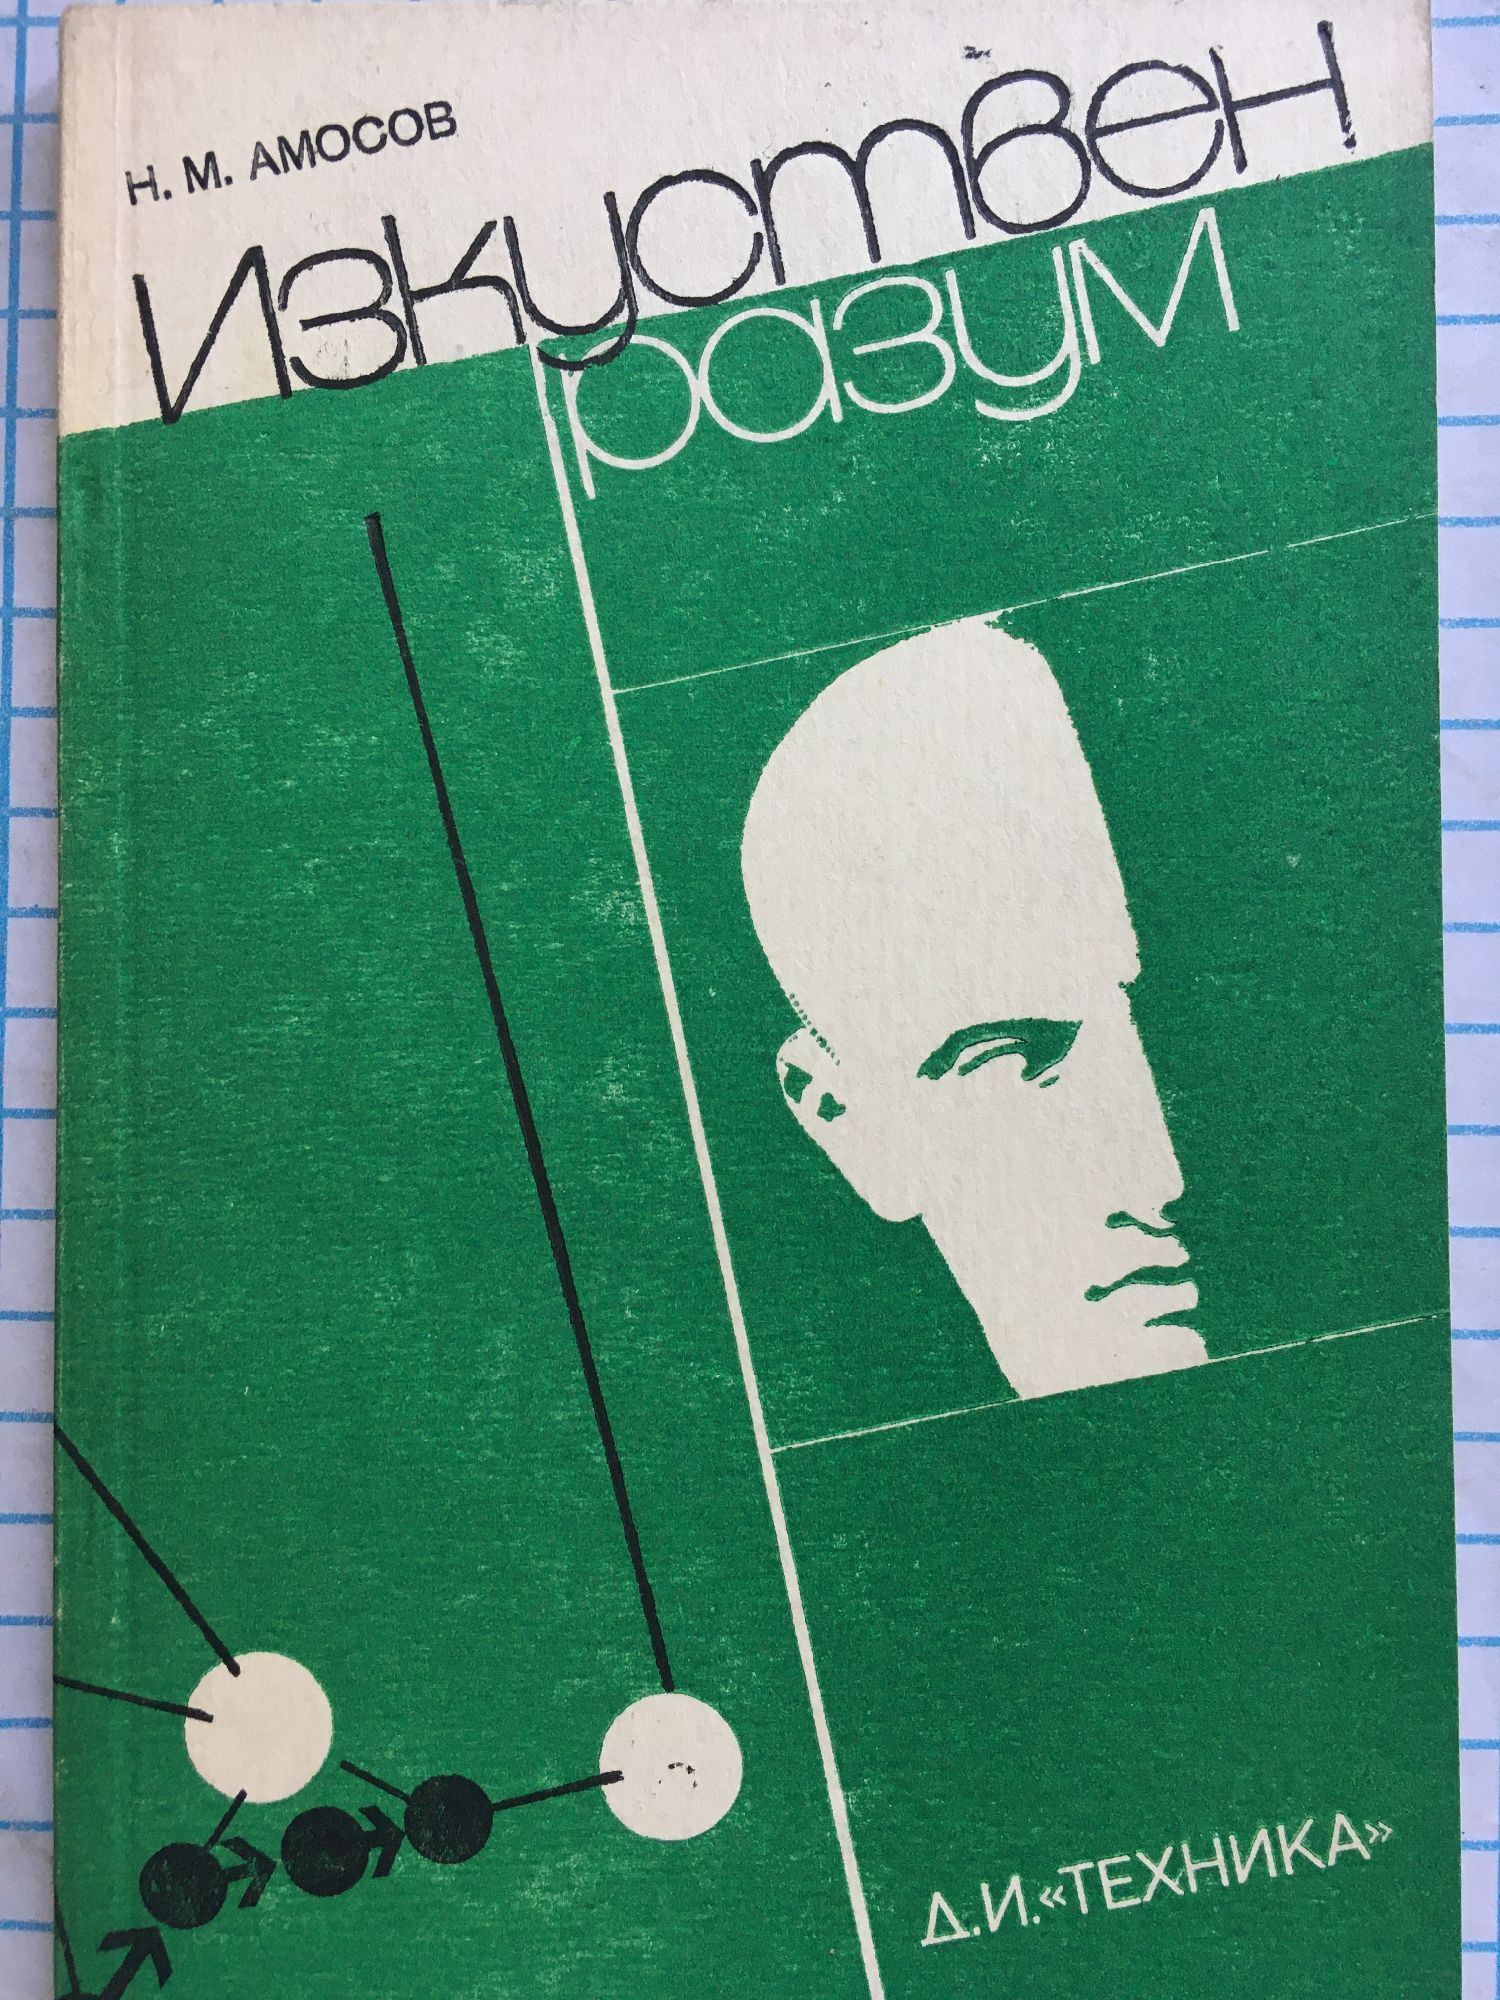 Н. М. АМОСОВ
Изкуствен
разум
Д.И. «ТЕХНИКА»